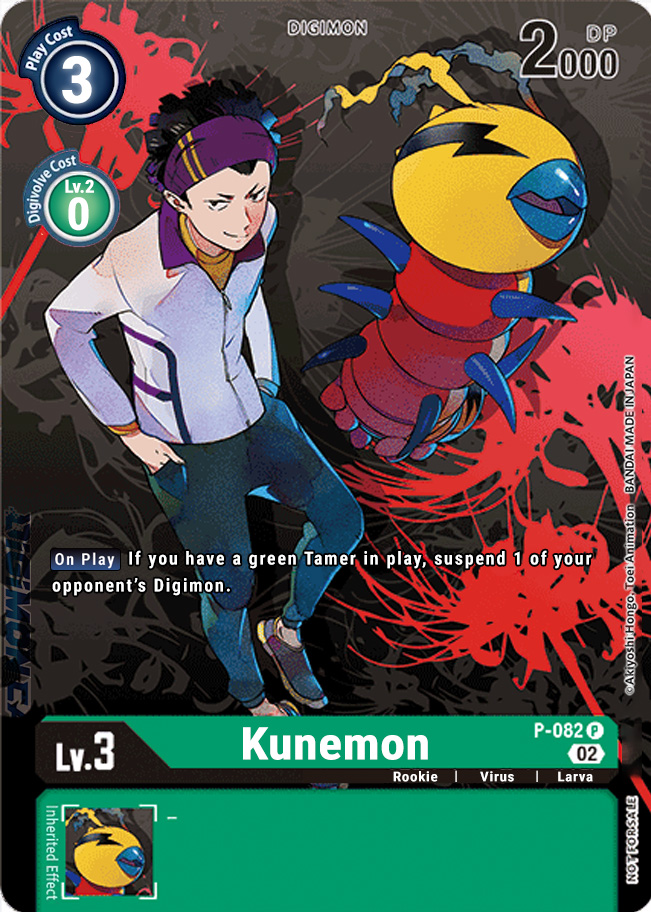 DIGIMON
Play Cost
3
DP
2000
Digivolve Cost
Lv.2
0
On Play If you have a green Tamer in play, suspend 1 of your
opponent's Digimon.
©Akiyoshi Hongo, Toei Animation BANDAI MADE IN JAPAN
Lv.3
Kunemon
P-082 P
02
Rookie | Virus | Larva
Inherited Effect
–
NOT FOR SALE